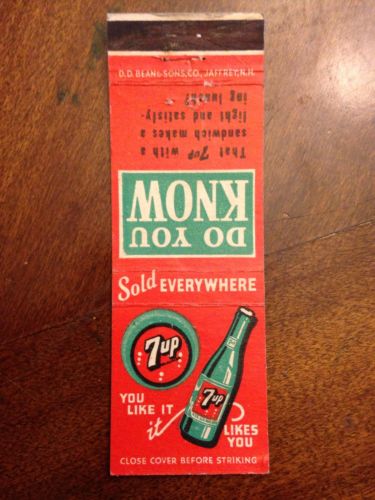 D.D. BEAN & SONS, CO., JAFFREY, N.H.
DO YOU
KNOW
That 7up with a
sandwich makes a
light and satisfy-
ing lunch?
Sold EVERYWHERE
7up
YOU
LIKE IT
it
LIKES
YOU
7up
CLOSE COVER BEFORE STRIKING